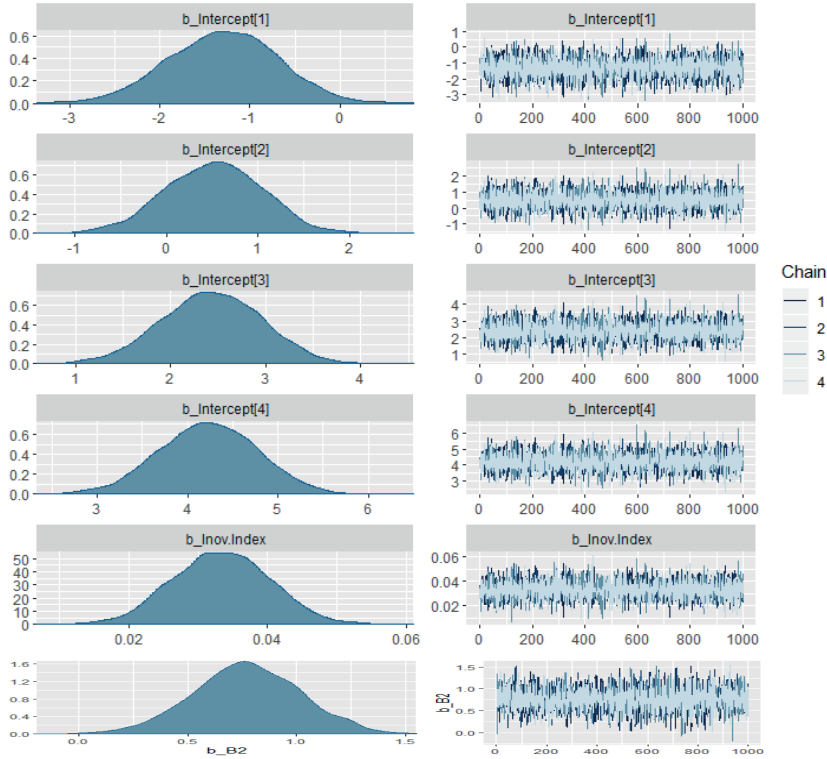 b_Intercept[1]
0.6
0.4
0.2
0.0
-3 -2 -1 0
b_Intercept[1]
1
0
-1
-2
-3
0 200 400 600 800 1000
b_Intercept[2]
0.6
0.4
0.2
0.0
-1 0 1 2
b_Intercept[2]
2
1
0
-1
0 200 400 600 800 1000
b_Intercept[3]
0.6
0.4
0.2
0.0
1 2 3 4
b_Intercept[3]
4
3
2
1
0 200 400 600 800 1000
b_Intercept[4]
0.6
0.4
0.2
0.0
3 4 5 6
b_Intercept[4]
6
5
4
3
0 200 400 600 800 1000
b_Inov.Index
50
40
30
20
10
0
0.02 0.04 0.06
b_Inov.Index
0.06
0.04
0.02
0 200 400 600 800 1000
1.6
1.2
0.8
0.4
0.0
0.0 0.5 1.0 1.5
b_B2
b_B2
1.5
1.0
0.5
0.0
0 200 400 600 800 1000
Chain
1
2
3
4